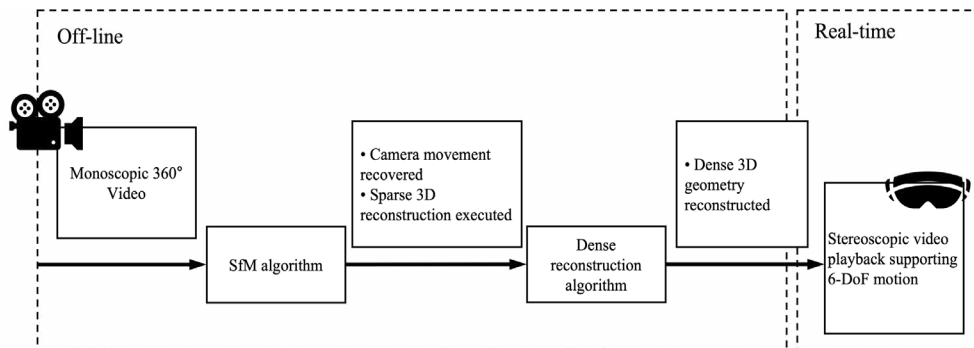 Off-line
Real-time
Monoscopic 360°
Video
• Camera movement
recovered
• Sparse 3D
reconstruction executed
• Dense 3D
geometry
reconstructed
SfM algorithm
Dense
reconstruction
algorithm
Stereoscopic video
playback supporting
6-DoF motion